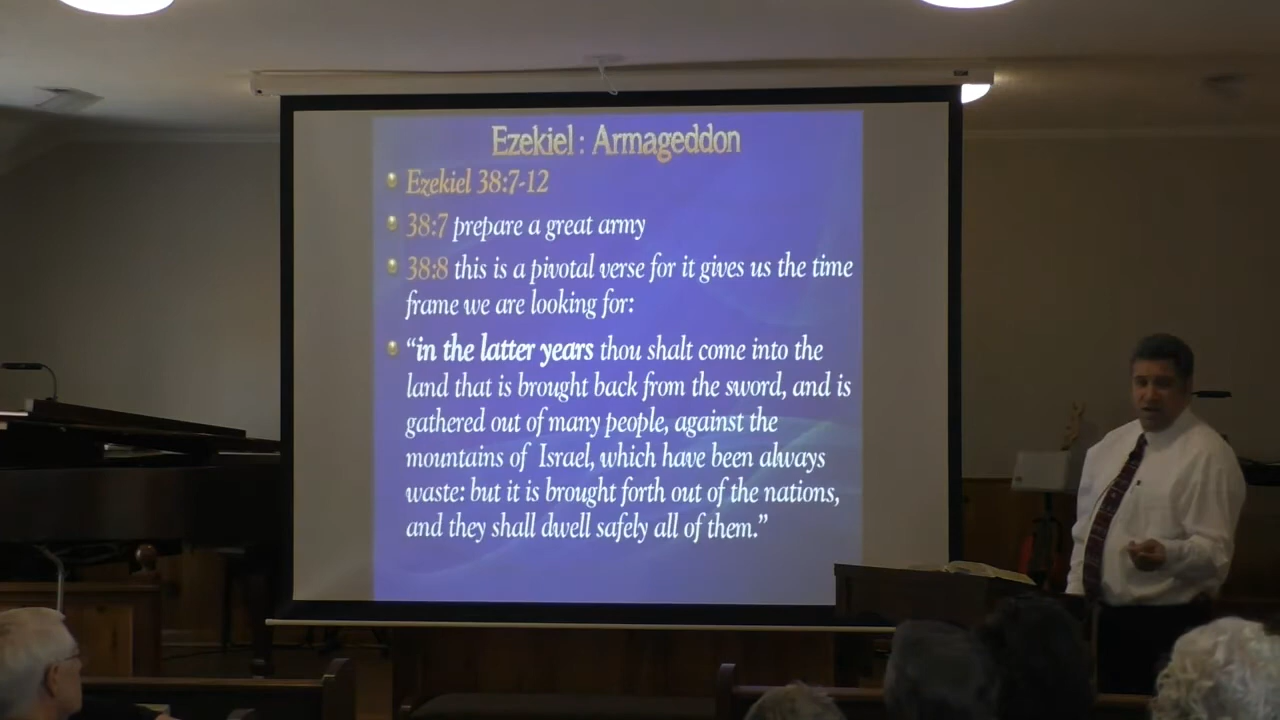 Ezekiel : Armageddon
Ezekiel 38:7-12
38:7 prepare a great army
38:8 this is a pivotal verse for it gives us the time
frame we are looking for:
“in the latter years thou shalt come into the
land that is brought back from the sword, and is
gathered out of many people, against the
mountains of Israel, which have been always
waste: but it is brought forth out of the nations,
and they shall dwell safely all of them.”